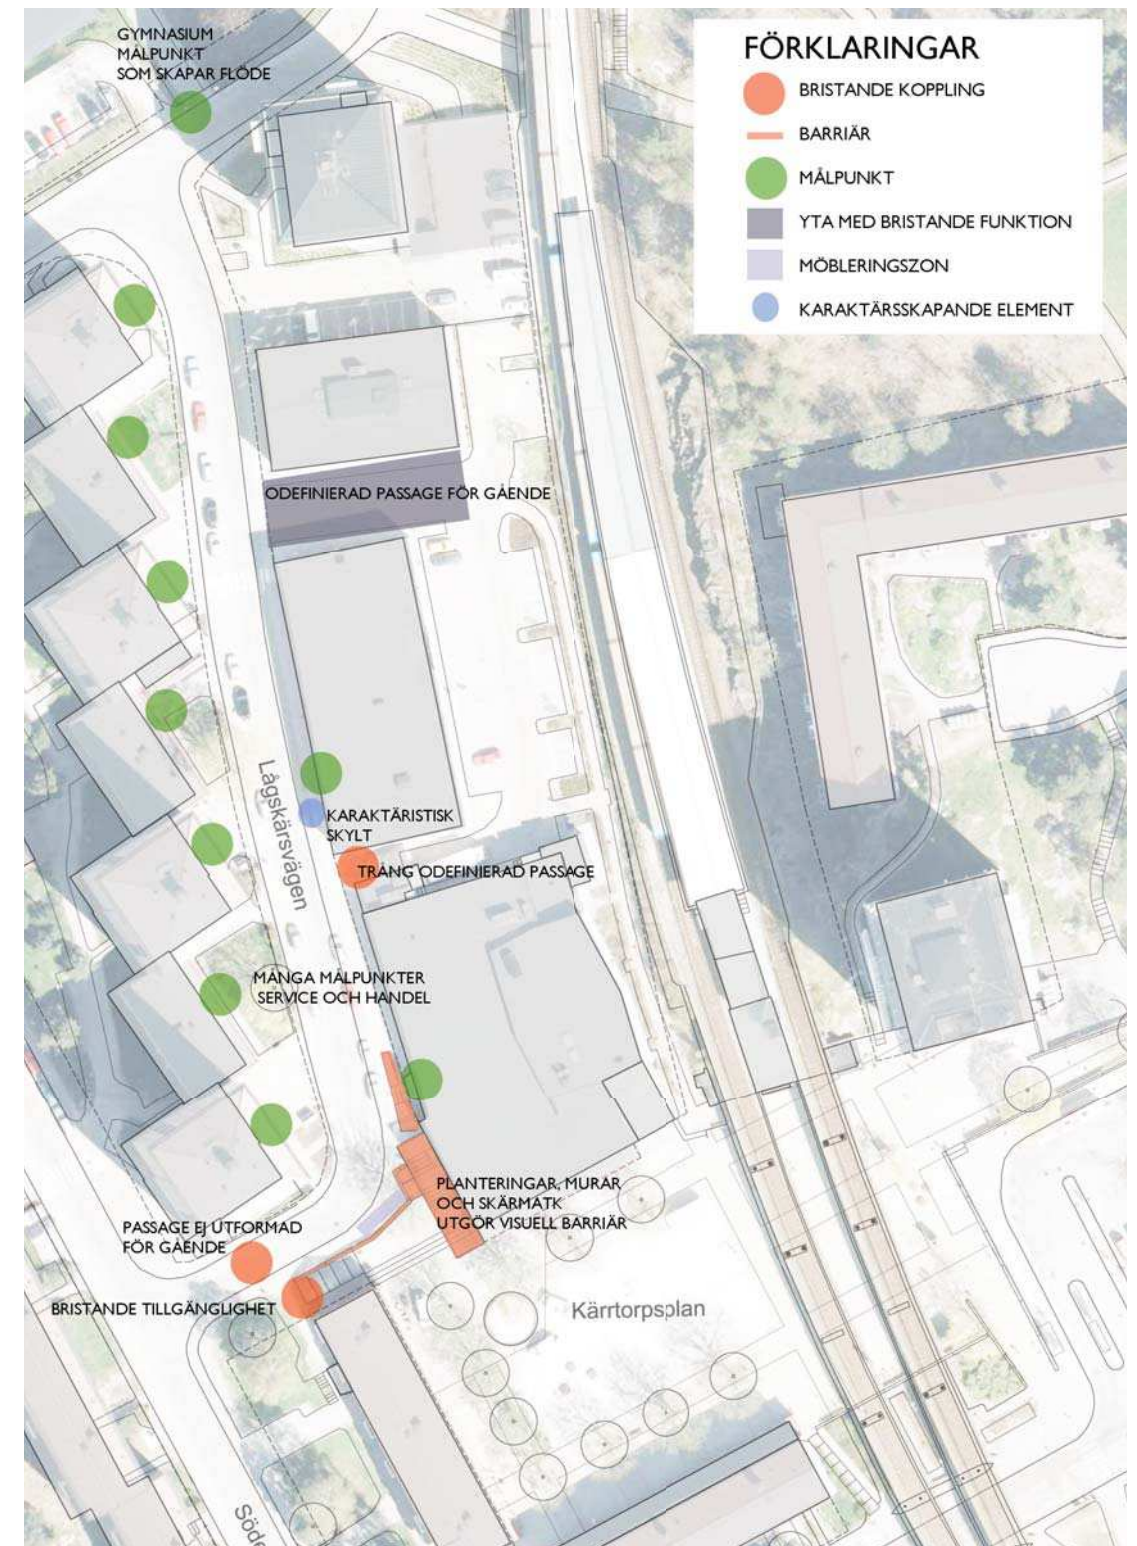 GYMNASIUM
MÅLPUNKT
SOM SKAPAR FLÖDE
FÖRKLARINGAR
BRISTANDE KOPPLING
BARRIÄR
MÅLPUNKT
YTA MED BRISTANDE FUNKTION
MÖBLERINGSZON
KARAKTÄRSSKAPANDE ELEMENT
ODEFINIERAD PASSAGE FÖR GÅENDE
Lågskärsvägen
KARAKTÄRISTISK
SKYLT
TRÅNG ODEFINIERAD PASSAGE
MÅNGA MÅLPUNKTER
SERVICE OCH HANDEL
PLANTERINGAR, MURAR
OCH SKÄRMATK
UTGÖR VISUELL BARRIÄR
PASSAGE EJ UTFORMAD
FÖR GÅENDE
BRISTANDE TILLGÄNGLIGHET
Kärrtorpsplan